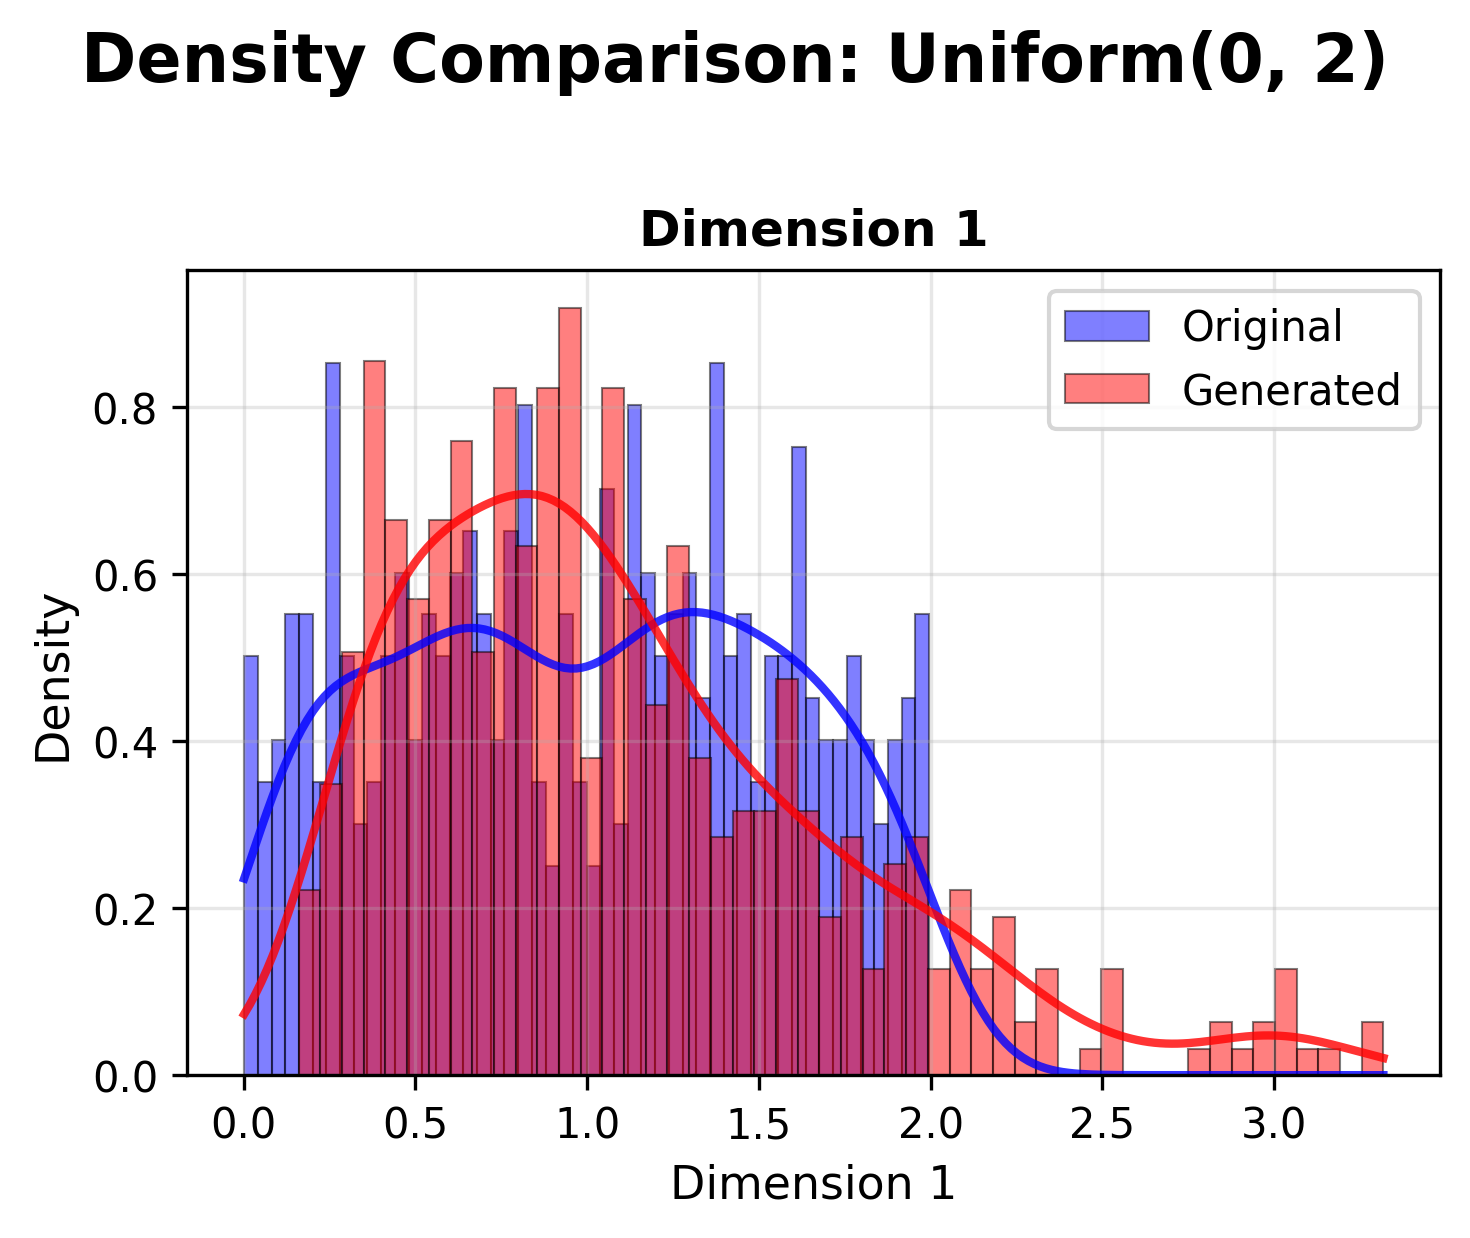 Density Comparison: Uniform(0, 2)
Dimension 1
Original
Generated
Density
0.8
0.6
0.4
0.2
0.0
0.0 0.5 1.0 1.5 2.0 2.5 3.0
Dimension 1